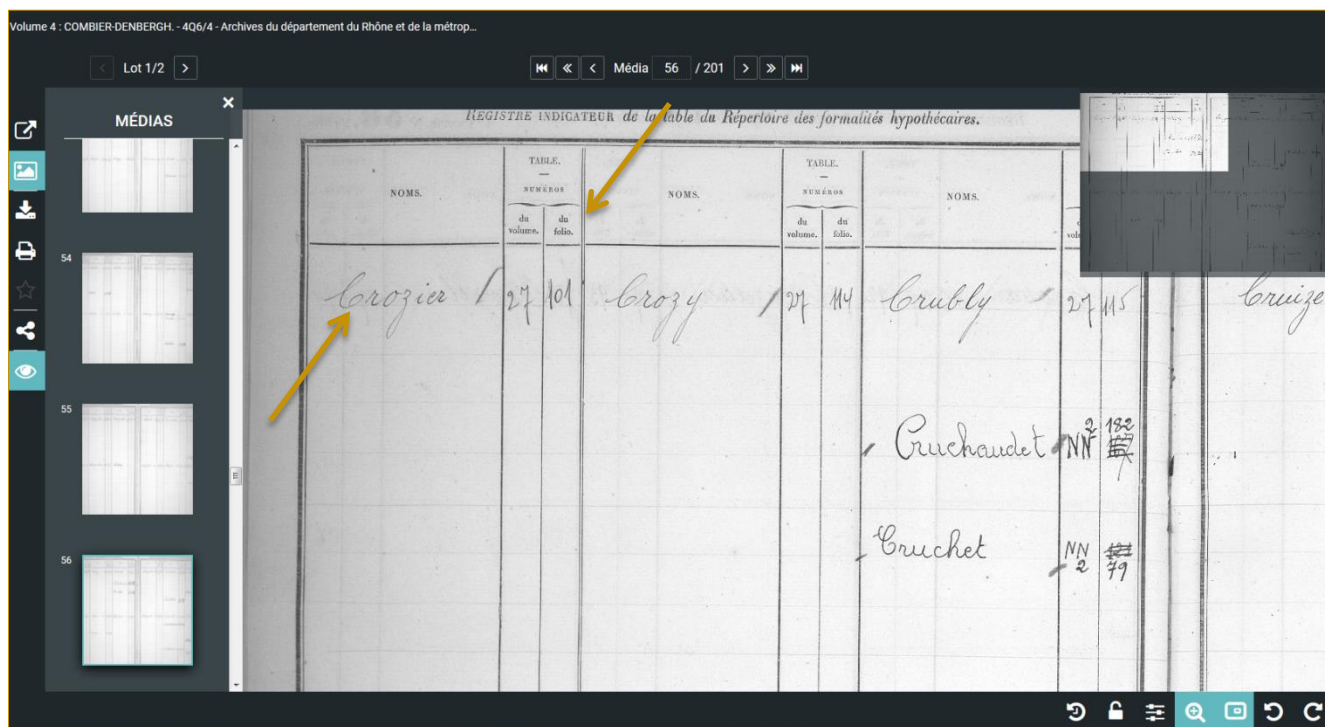 Volume 4 : COMBIER-DENBERGH. - 4Q6/4 - Archives du département du Rhône et de la métrop...
Lot 1/2
Média 56 / 201
MÉDIAS
54
55
56
REGISTRE INDICATEUR de la table du Répertoire des formalités hypothécaires.
NOMS.
TABLE.
NUMÉROS
du volume.
du folio.
NOMS.
TABLE.
NUMÉROS
du volume.
du folio.
NOMS.
Crozier 27 101 Crozy 27 114 Crubly 27 115 Cruize
Cruchaudet NN 2 182
Cruchet NN 2 79